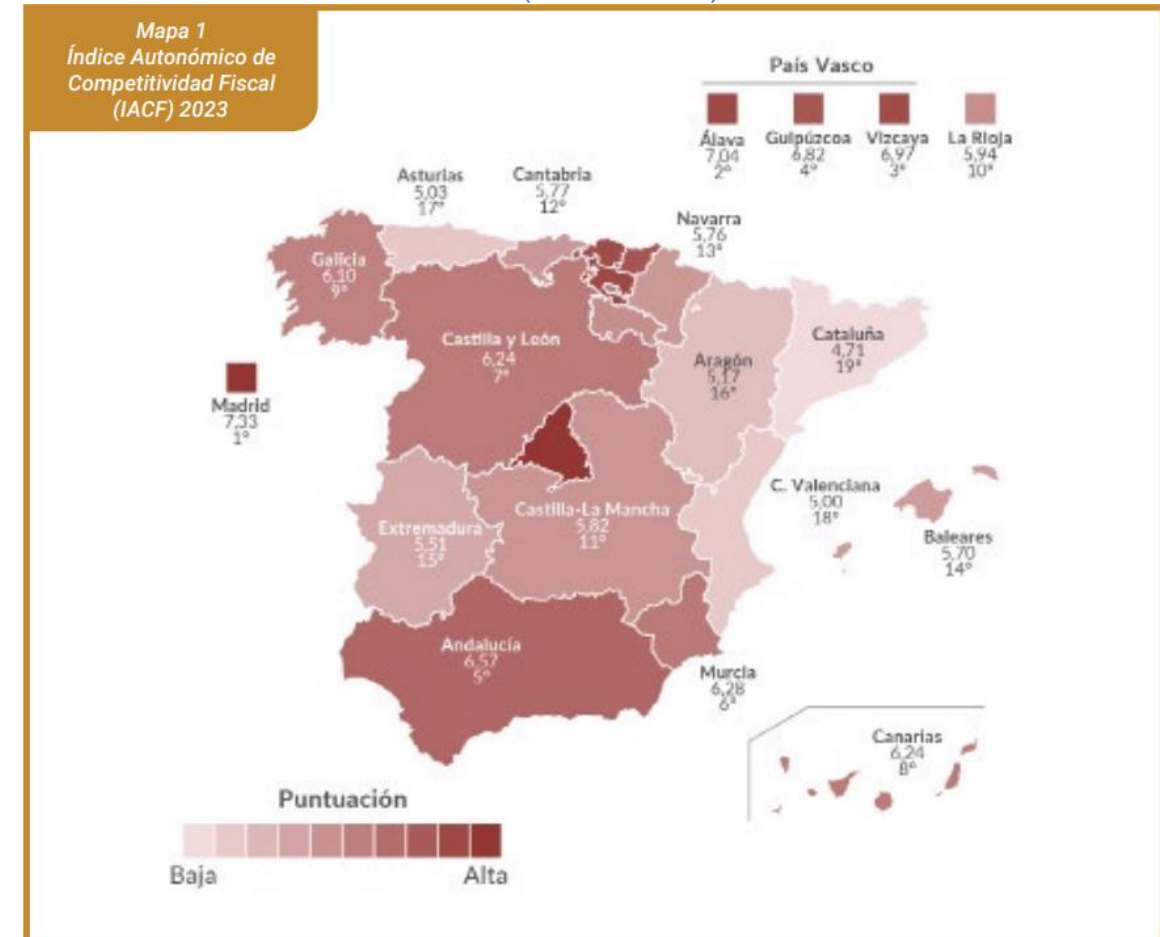 Mapa 1
Índice Autonómico de
Competitividad Fiscal
(IACF) 2023
País Vasco
Álava
7,04
2º
Guipúzcoa
6,82
4º
Vizcaya
6,97
3º
La Rioja
5,94
10º
Asturias
5,03
17º
Cantabria
5,77
12º
Navarra
5,76
13º
Galicia
6,10
9º
Castilla y León
6,24
7º
Aragón
5,17
16º
Cataluña
4,71
19º
Madrid
7,33
1º
C. Valenciana
5,00
18º
Baleares
5,70
14º
Extremadura
5,51
15º
Castilla-La Mancha
5,82
11º
Andalucía
6,57
5º
Murcia
6,28
6º
Canarias
6,24
8º
Puntuación
Baja
Alta